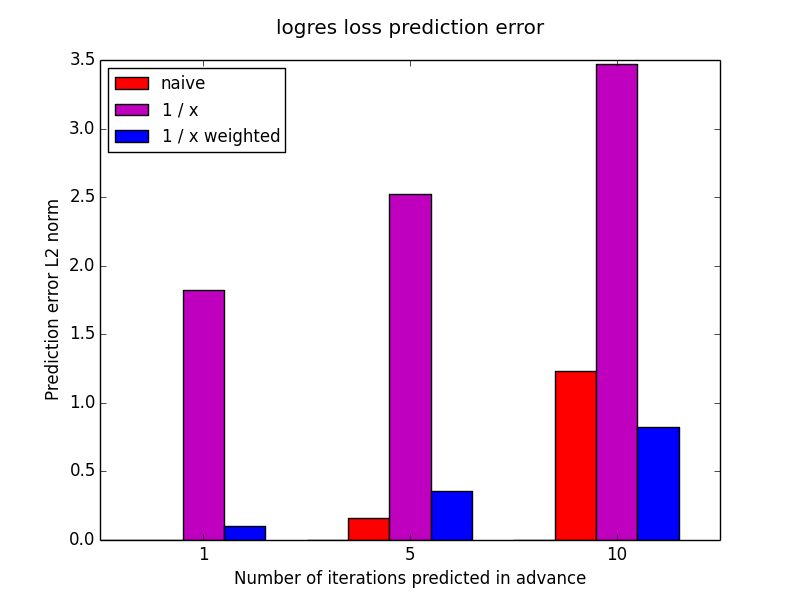 logres loss prediction error
3.5
3.0
2.5
2.0
1.5
1.0
0.5
0.0
naive
1 / x
1 / x weighted
Prediction error L2 norm
1 5 10
Number of iterations predicted in advance